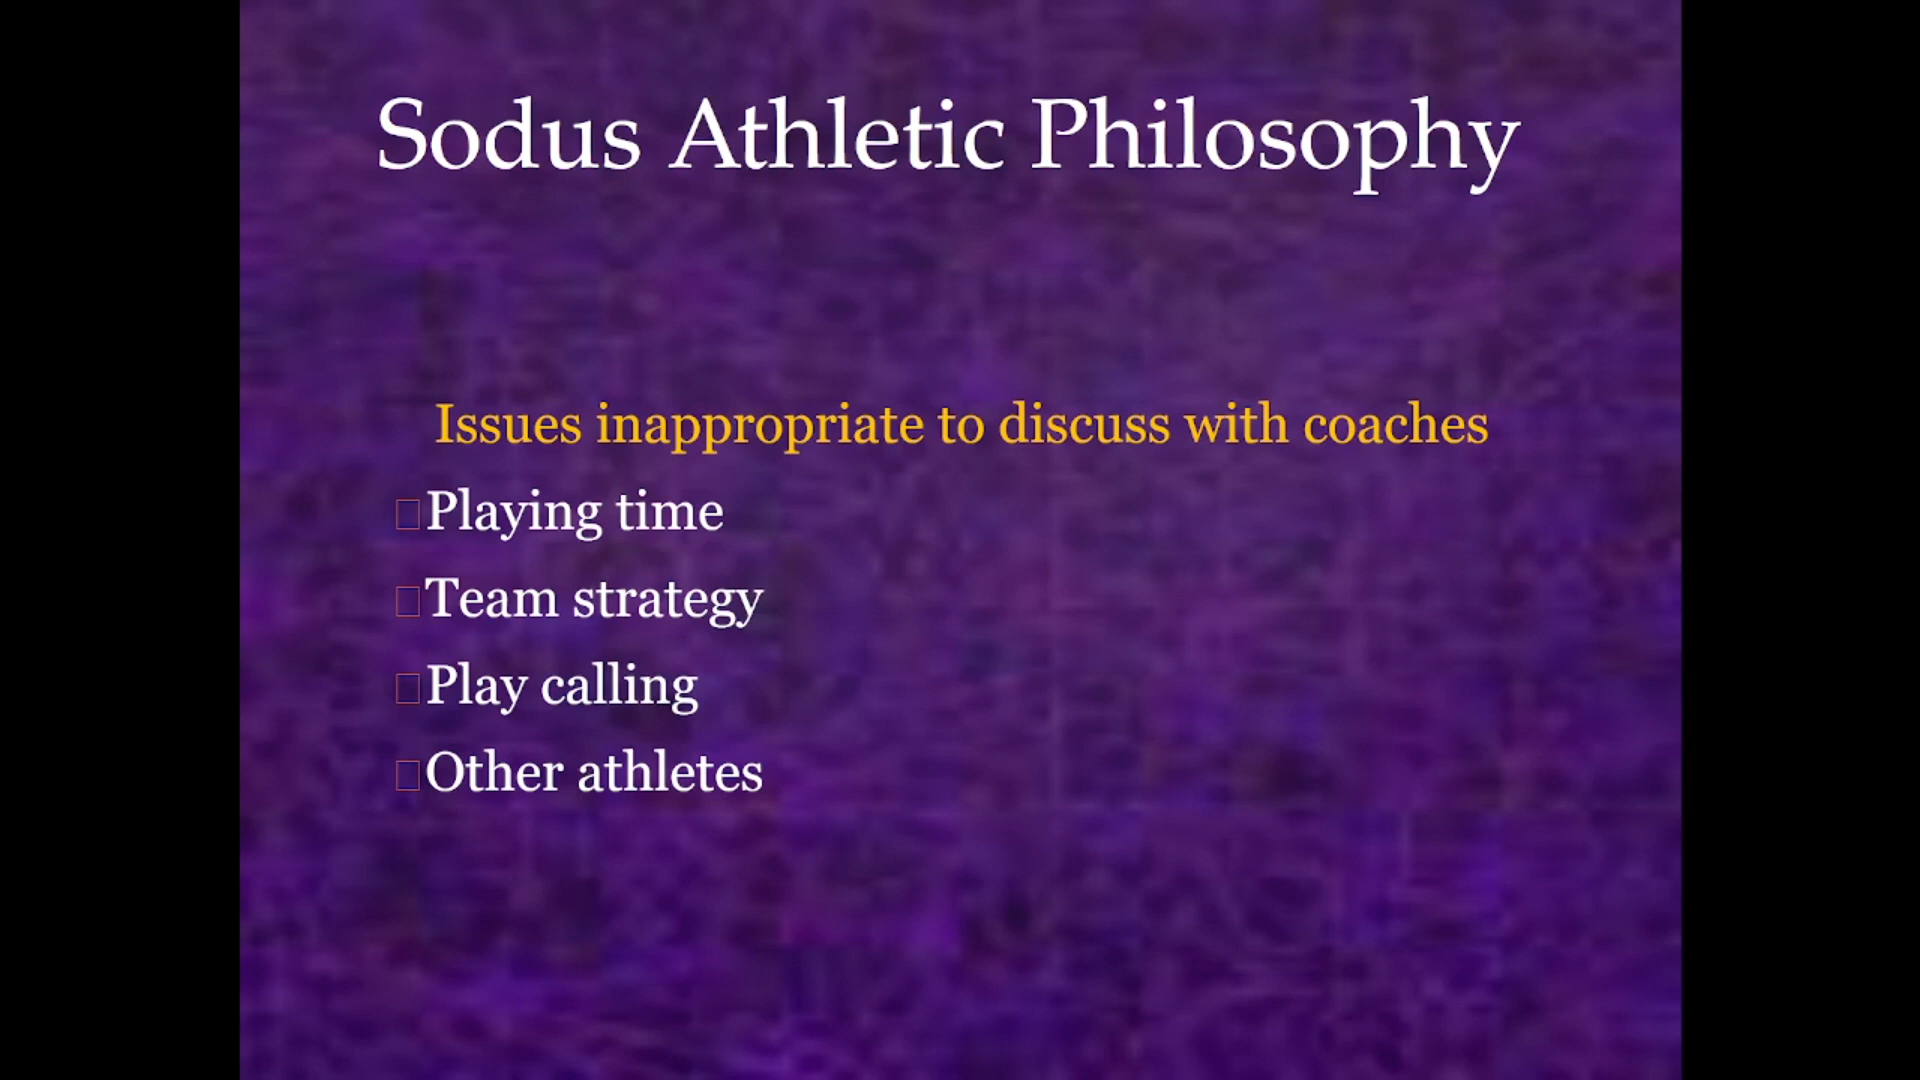 Sodus Athletic Philosophy
Issues inappropriate to discuss with coaches
Playing time
Team strategy
Play calling
Other athletes